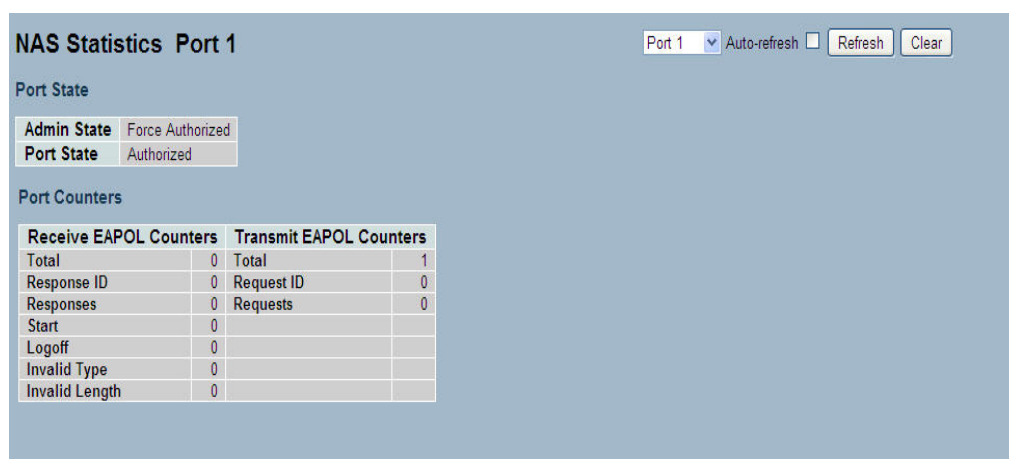 NAS Statistics Port 1
Port 1 Auto-refresh Refresh Clear
Port State
Admin State Force Authorized
Port State Authorized
Port Counters
Receive EAPOL Counters Transmit EAPOL Counters
Total 0 Total 1
Response ID 0 Request ID 0
Responses 0 Requests 0
Start 0
Logoff 0
Invalid Type 0
Invalid Length 0